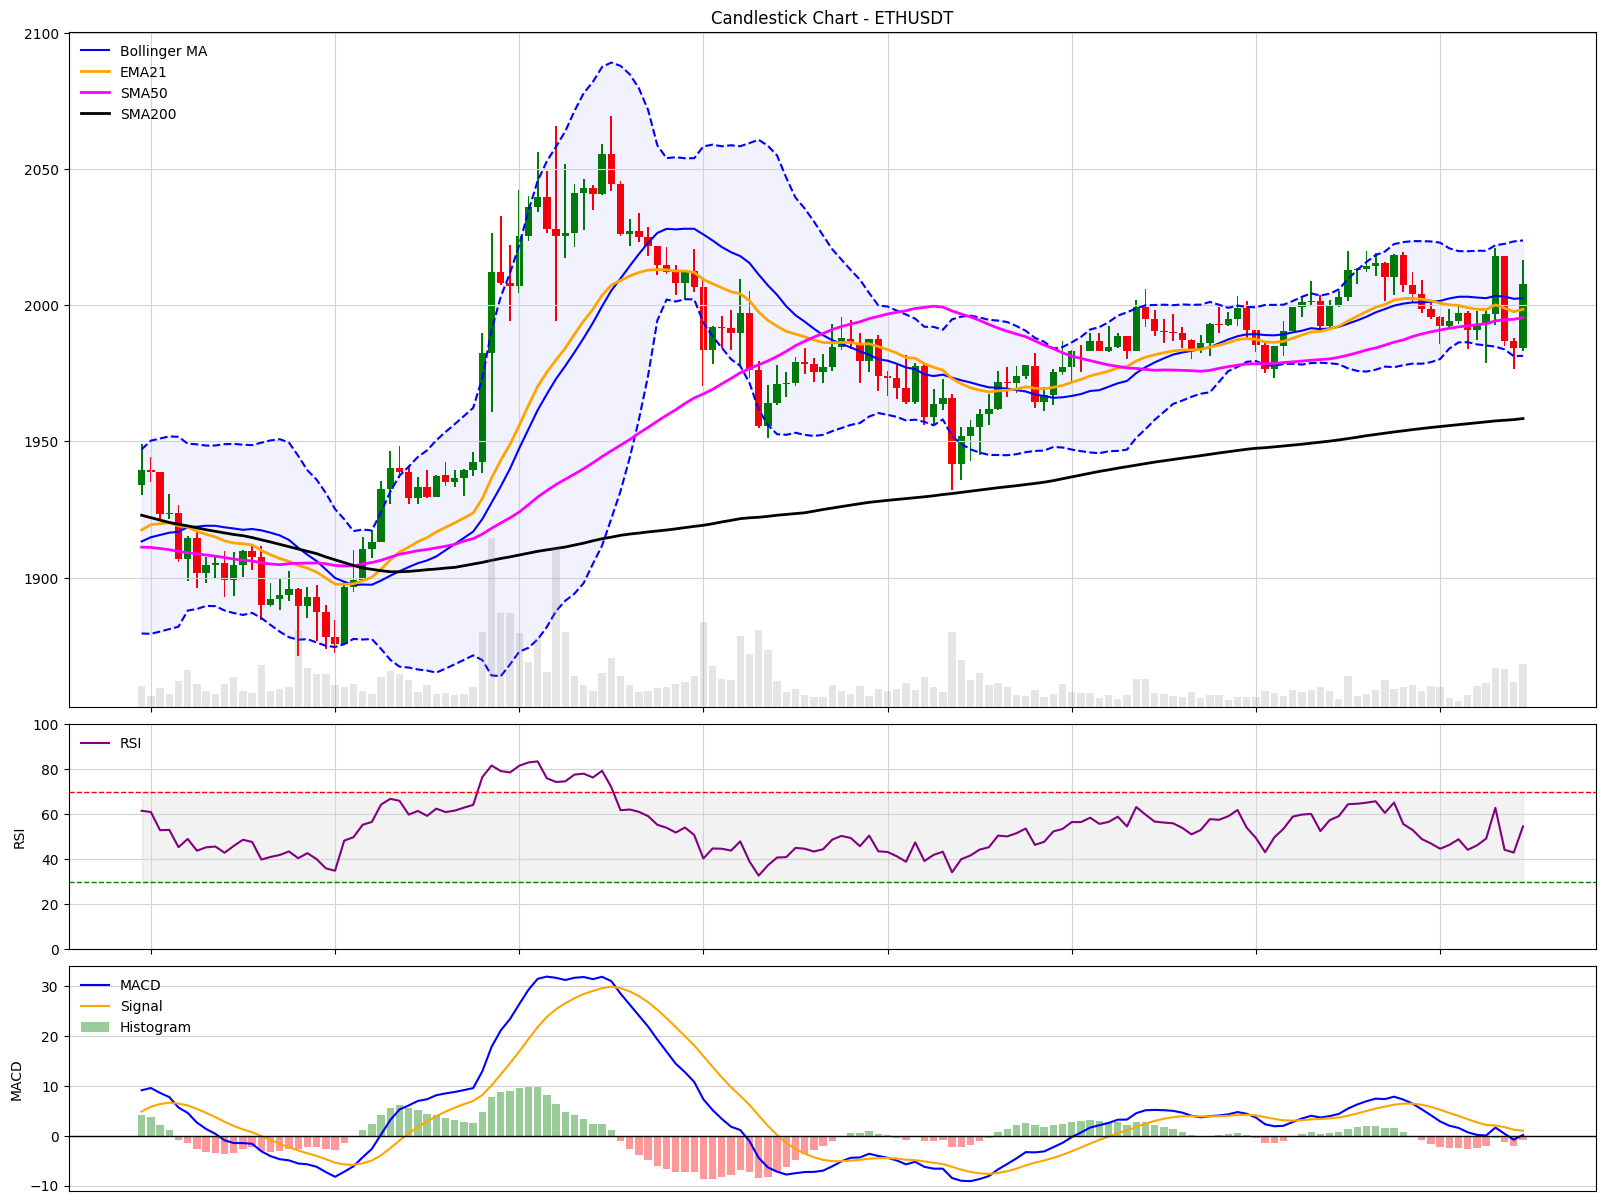 Candlestick Chart - ETHUSDT
2100
2050
2000
1950
1900
Bollinger MA
EMA21
SMA50
SMA200
100
80
60
40
20
0
RSI
RSI
30
20
10
0
−10
MACD
MACD
Signal
Histogram